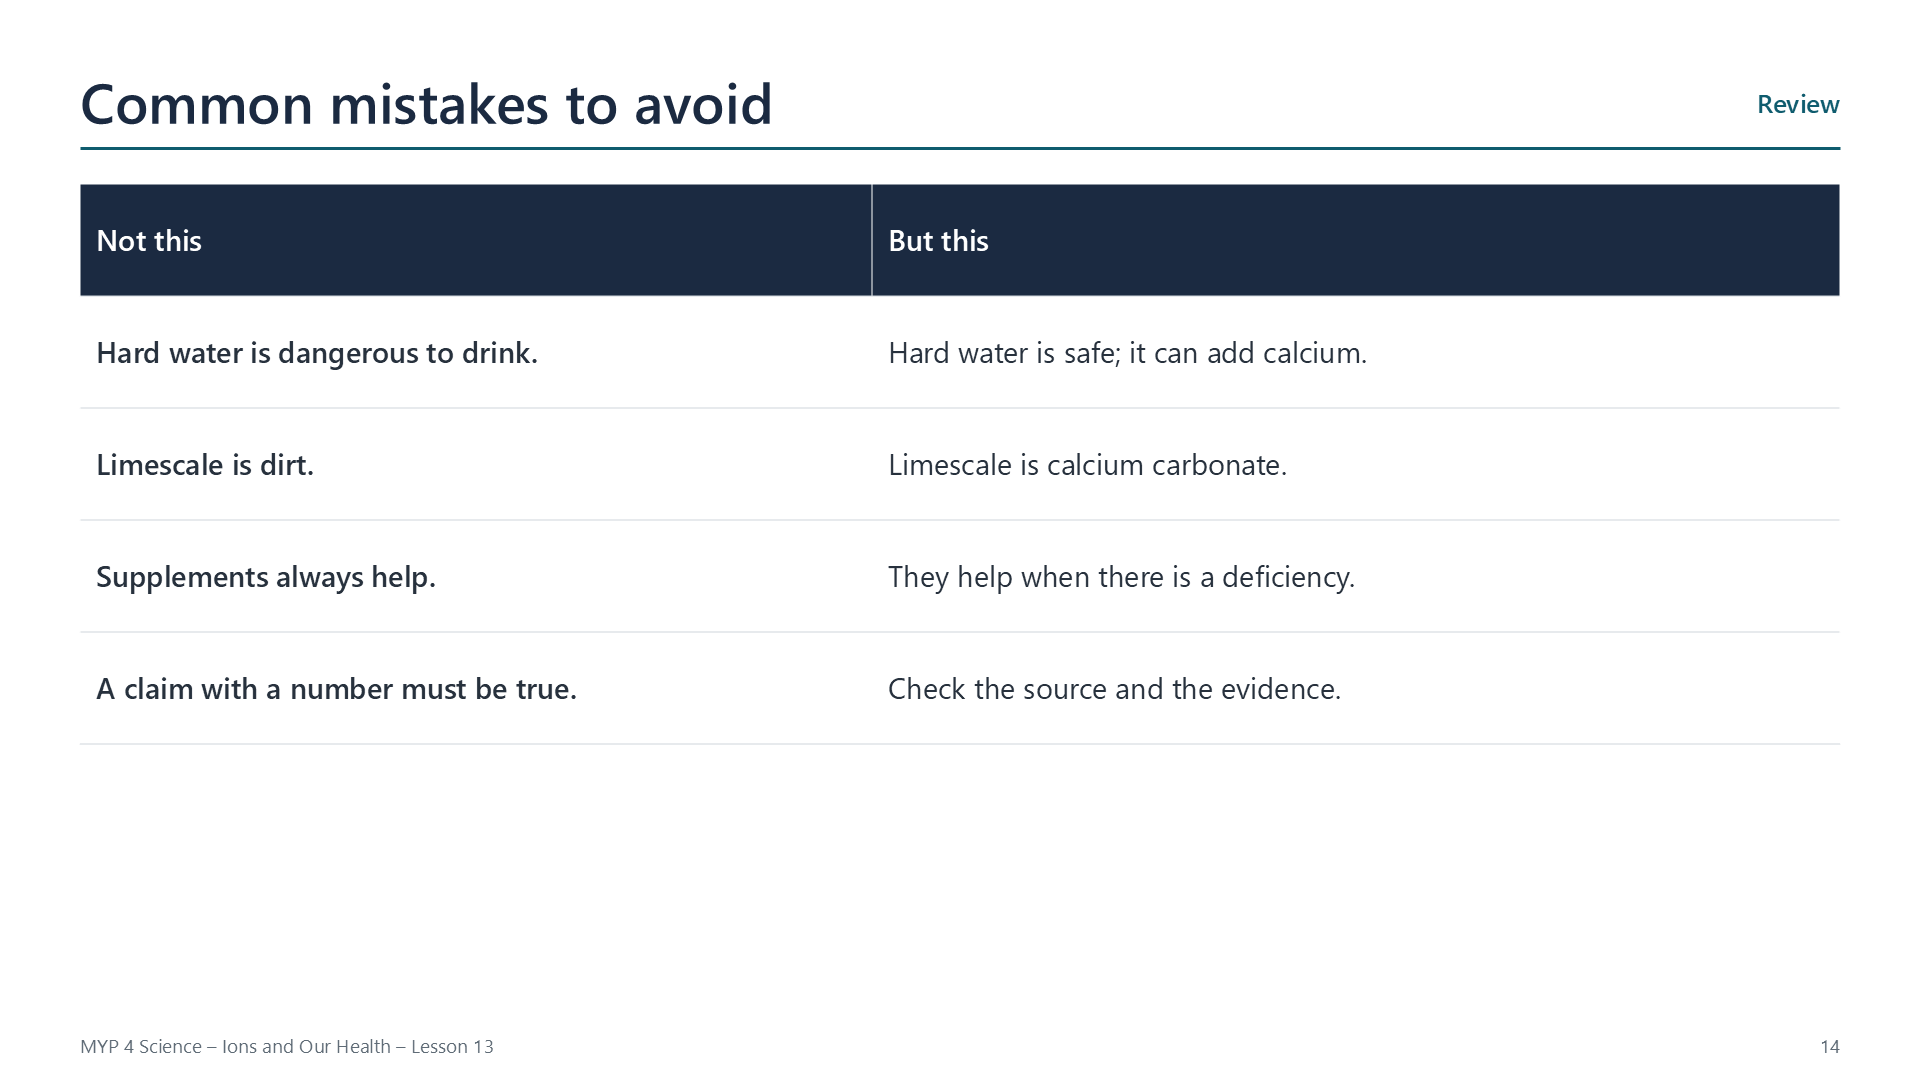 Common mistakes to avoid
Review
Not this
But this
Hard water is dangerous to drink.
Hard water is safe; it can add calcium.
Limescale is dirt.
Limescale is calcium carbonate.
Supplements always help.
They help when there is a deficiency.
A claim with a number must be true.
Check the source and the evidence.
MYP 4 Science – Ions and Our Health – Lesson 13
14